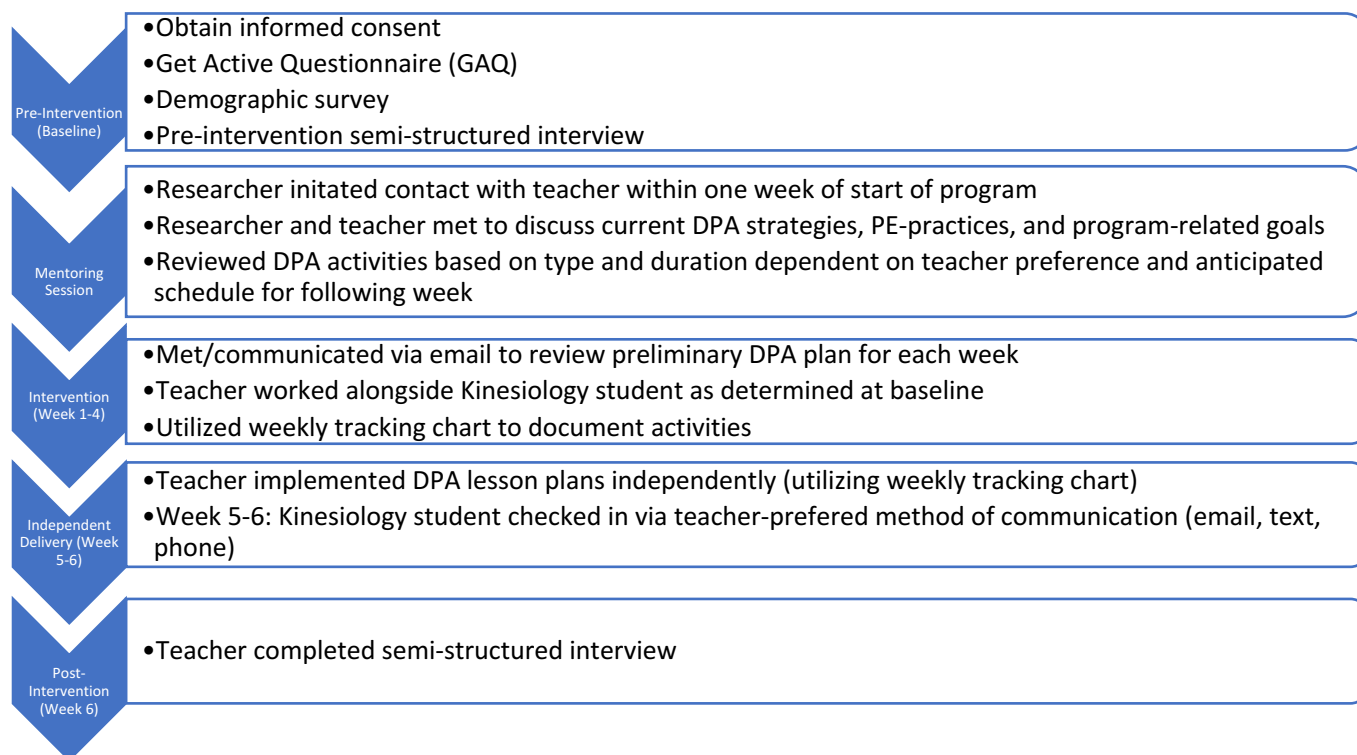 Pre-Intervention
(Baseline)
•Obtain informed consent
•Get Active Questionnaire (GAQ)
•Demographic survey
•Pre-intervention semi-structured interview
Mentoring
Session
•Researcher initated contact with teacher within one week of start of program
•Researcher and teacher met to discuss current DPA strategies, PE-practices, and program-related goals
•Reviewed DPA activities based on type and duration dependent on teacher preference and anticipated
schedule for following week
Intervention
(Week 1-4)
•Met/communicated via email to review preliminary DPA plan for each week
•Teacher worked alongside Kinesiology student as determined at baseline
•Utilized weekly tracking chart to document activities
Independent
Delivery (Week
5-6)
•Teacher implemented DPA lesson plans independently (utilizing weekly tracking chart)
•Week 5-6: Kinesiology student checked in via teacher-prefered method of communication (email, text,
phone)
Post-
Intervention
(Week 6)
•Teacher completed semi-structured interview